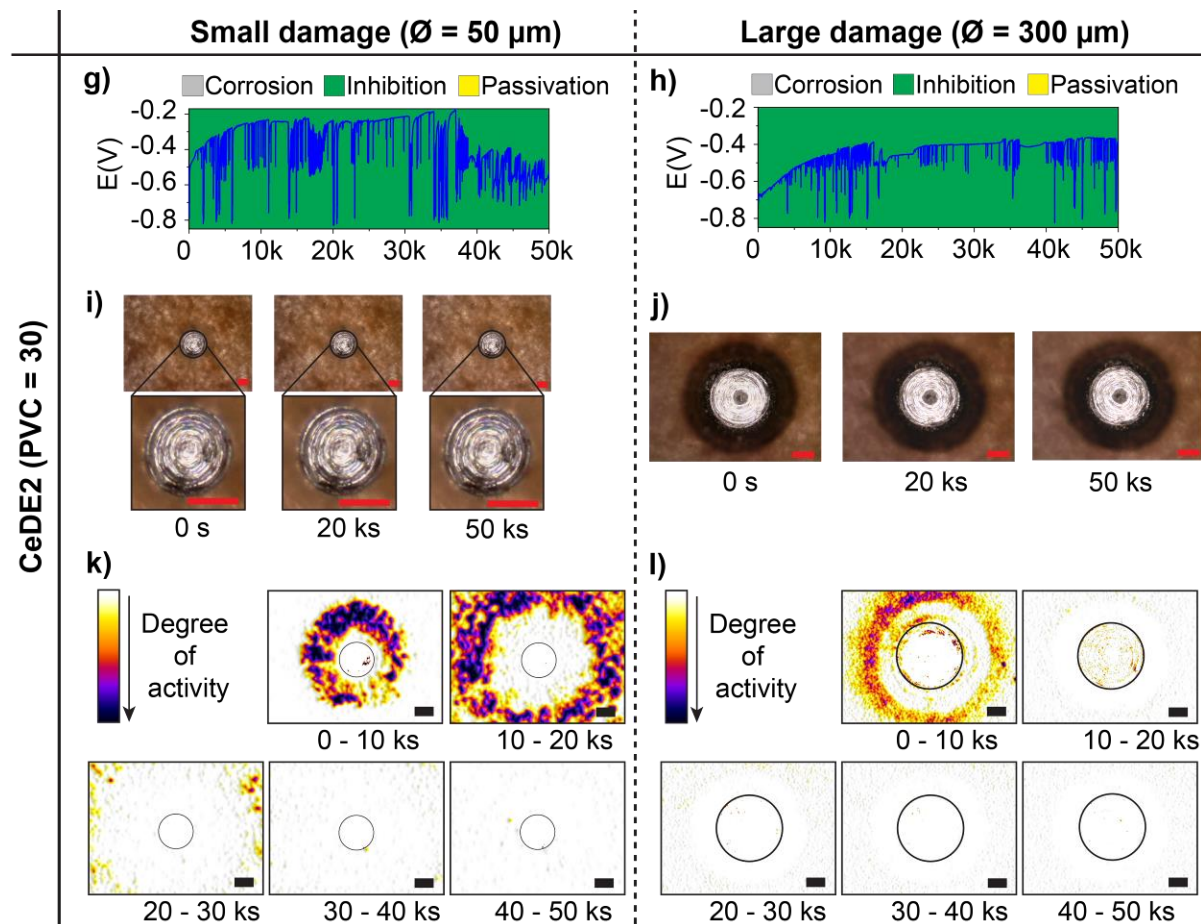 Small damage (Ø = 50 µm)
Large damage (Ø = 300 µm)
CeDE2 (PVC = 30)
g)
Corrosion Inhibition Passivation
E(V)
-0.2
-0.4
-0.6
-0.8
0 10k 20k 30k 40k 50k
h)
Corrosion Inhibition Passivation
E(V)
-0.2
-0.4
-0.6
-0.8
0 10k 20k 30k 40k 50k
i)
0 s 20 ks 50 ks
j)
0 s 20 ks 50 ks
k)
Degree
of
activity
0 - 10 ks 10 - 20 ks
20 - 30 ks 30 - 40 ks 40 - 50 ks
l)
Degree
of
activity
0 - 10 ks 10 - 20 ks
20 - 30 ks 30 - 40 ks 40 - 50 ks